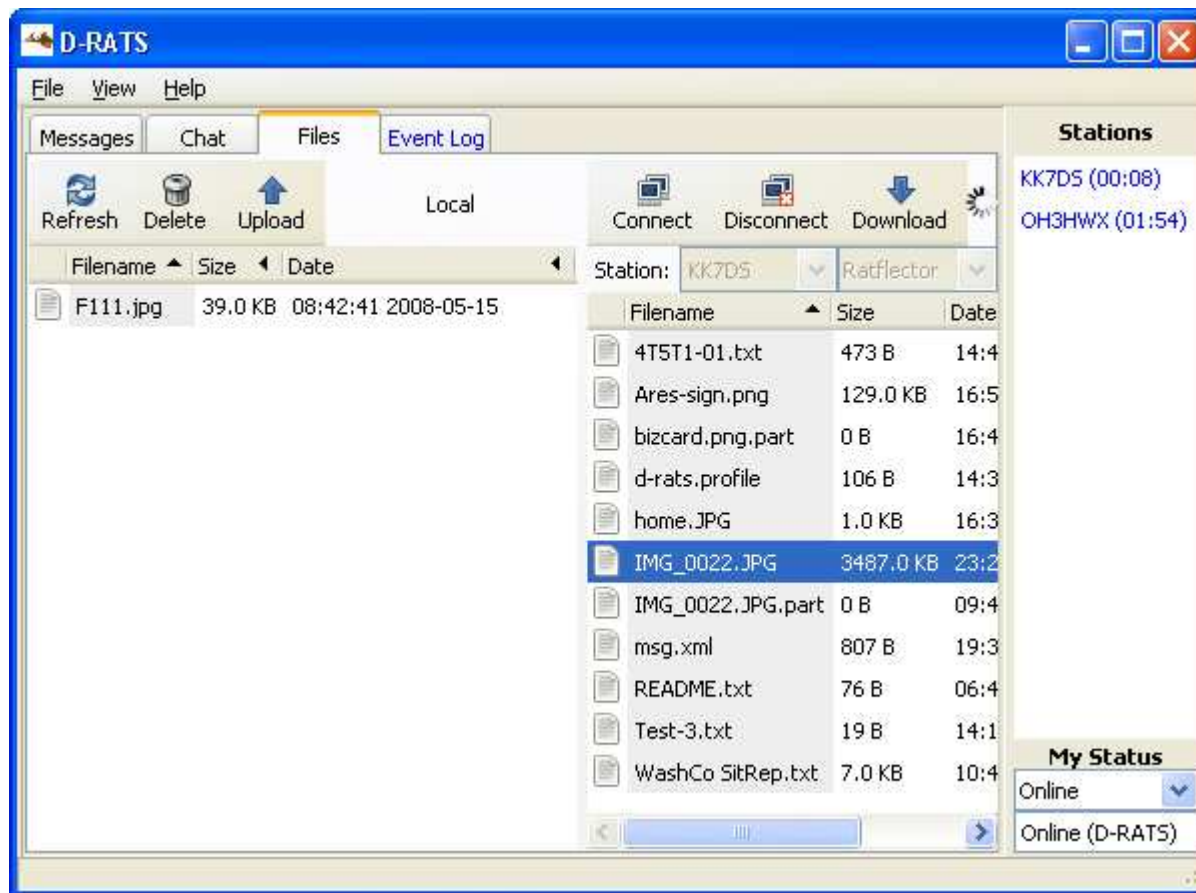 D-RATS
File View Help
Messages Chat Files Event Log
Refresh Delete Upload Local
Connect Disconnect Download
Filename Size Date
F111.jpg 39.0 KB 08:42:41 2008-05-15
Station: KK7DS Ratflector
Filename Size Date
4T5T1-01.txt 473 B 14:4
Ares-sign.png 129.0 KB 16:5
bizcard.png.part 0 B 16:4
d-rats.profile 106 B 14:3
home.JPG 1.0 KB 16:3
IMG_0022.JPG 3487.0 KB 23:2
IMG_0022.JPG.part 0 B 09:4
msg.xml 807 B 19:3
README.txt 76 B 06:4
Test-3.txt 19 B 14:1
WashCo SitRep.txt 7.0 KB 10:4
Stations
KK7DS (00:08)
OH3HWX (01:54)
My Status
Online
Online (D-RATS)